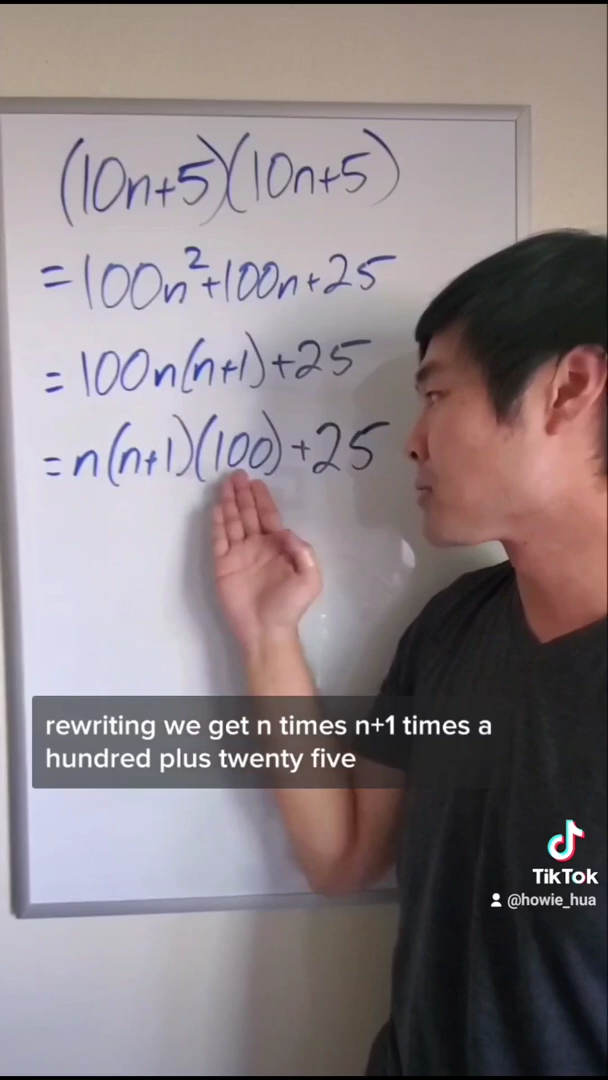 (10n+5)(10n+5)
=100n²+100n+25
=100n(n+1)+25
=n(n+1)(100)+25
rewriting we get n times n+1 times a
hundred plus twenty five
TikTok
@howie_hua